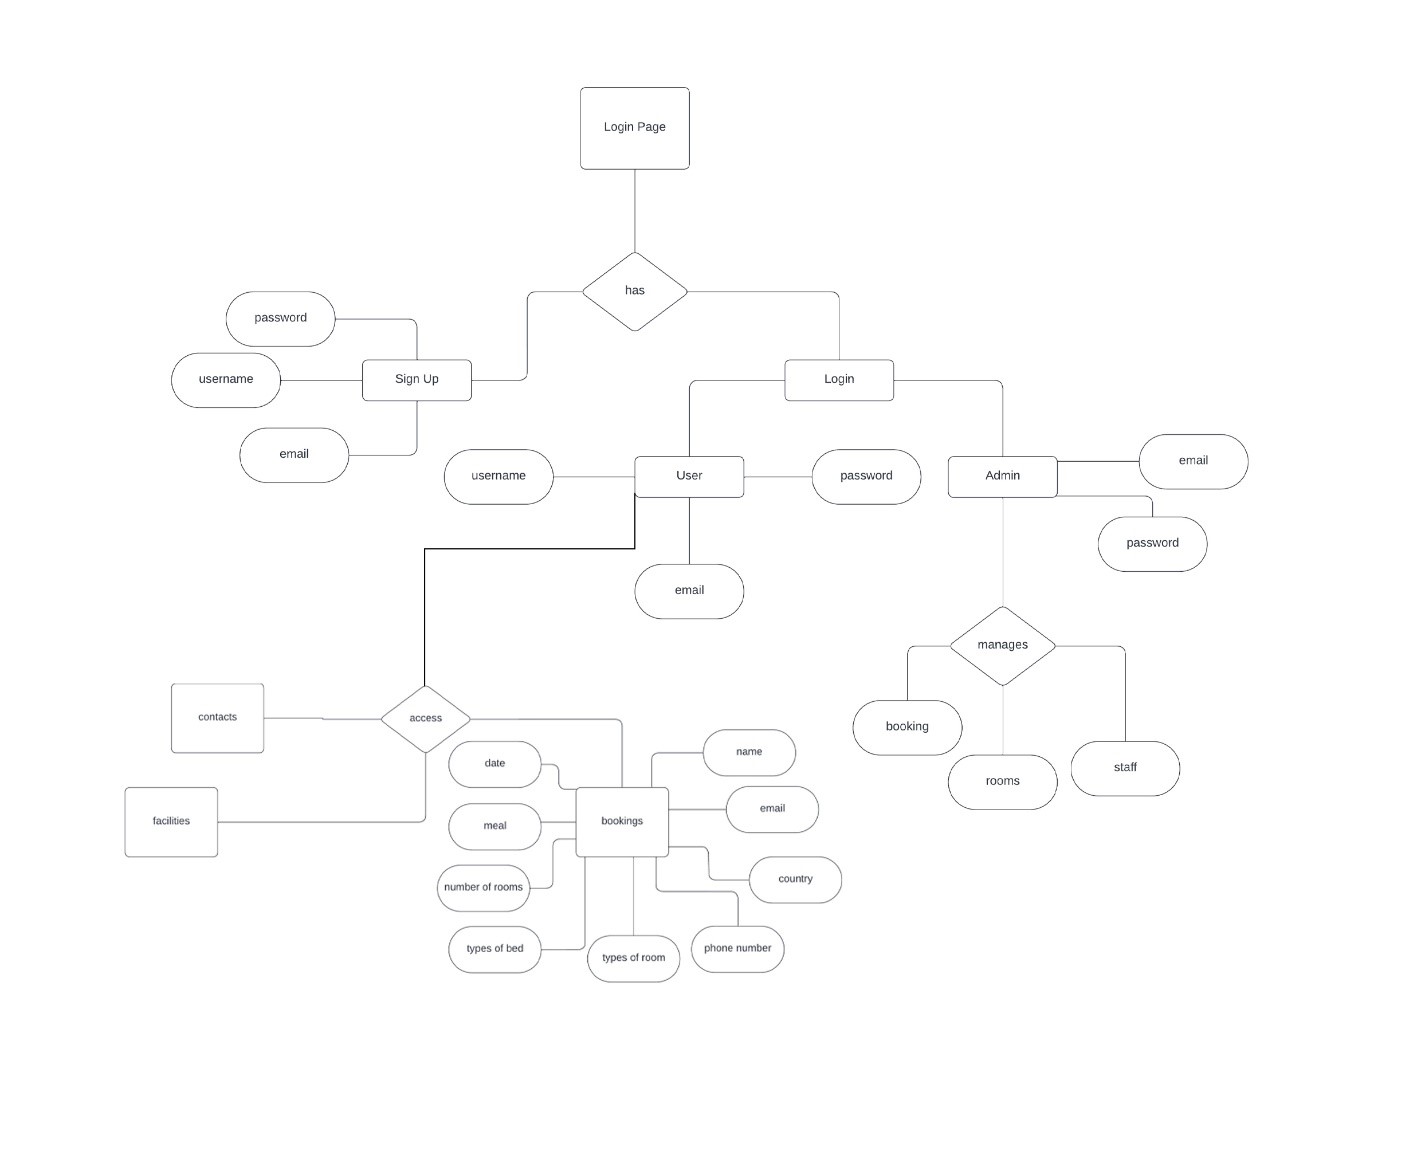 Login Page
has
password
username
Sign Up
Login
email
username
User
password
Admin
email
password
email
manages
contacts
access
booking
rooms
staff
date
name
facilities
meal
bookings
email
number of rooms
country
types of bed
types of room
phone number